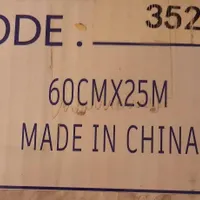 ODE . 352
60CMX25M
MADE IN CHINA